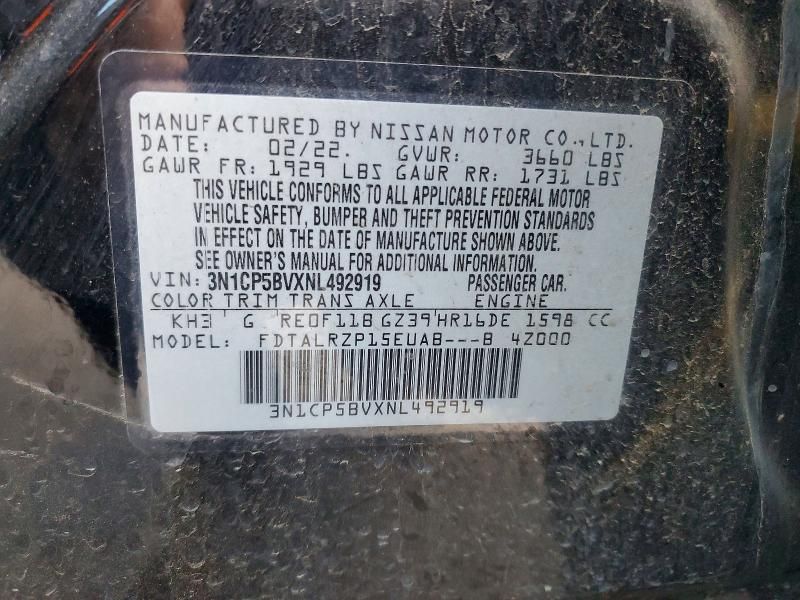 MANUFACTURED BY NISSAN MOTOR CO.,LTD.
DATE: 02/22. GVWR: 3660 LBS
GAWR FR: 1929 LBS GAWR RR: 1731 LBS
THIS VEHICLE CONFORMS TO ALL APPLICABLE FEDERAL MOTOR
VEHICLE SAFETY, BUMPER AND THEFT PREVENTION STANDARDS
IN EFFECT ON THE DATE OF MANUFACTURE SHOWN ABOVE.
SEE OWNER'S MANUAL FOR ADDITIONAL INFORMATION.
VIN: 3N1CP5BVXNL492919 PASSENGER CAR.
COLOR TRIM TRANS AXLE ENGINE
KH3 G RE0F11B GZ39 HR16DE 1598 CC
MODEL: FDTALRZP15EUAB---B 4Z000
3N1CP5BVXNL492919